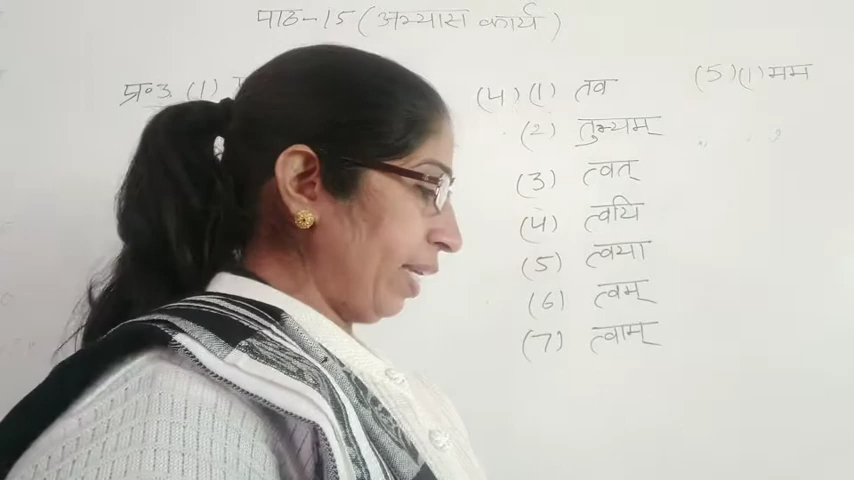 पाठ-15 (अभ्यास कार्य)
प्र॰3. (1)
(4) (1) तव
(2) तुभ्यम्
(3) त्वत्
(4) त्वयि
(5) त्वया
(6) त्वम्
(7) त्वाम्
(5) (1) मम